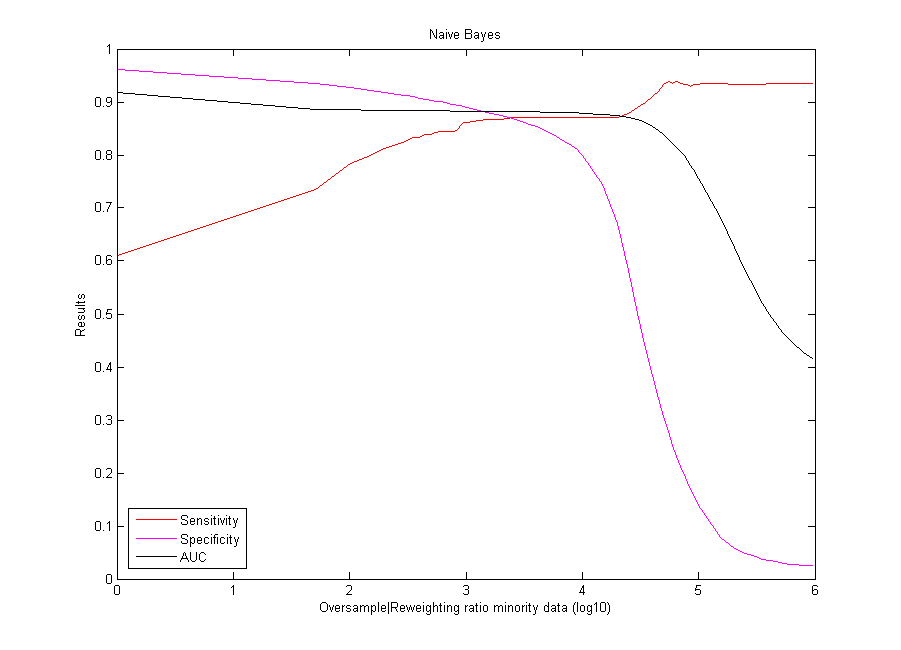 Naive Bayes
1
0.9
0.8
0.7
0.6
0.5
0.4
0.3
0.2
0.1
0
Results
Sensitivity
Specificity
AUC
0 1 2 3 4 5 6
Oversample|Reweighting ratio minority data (log10)